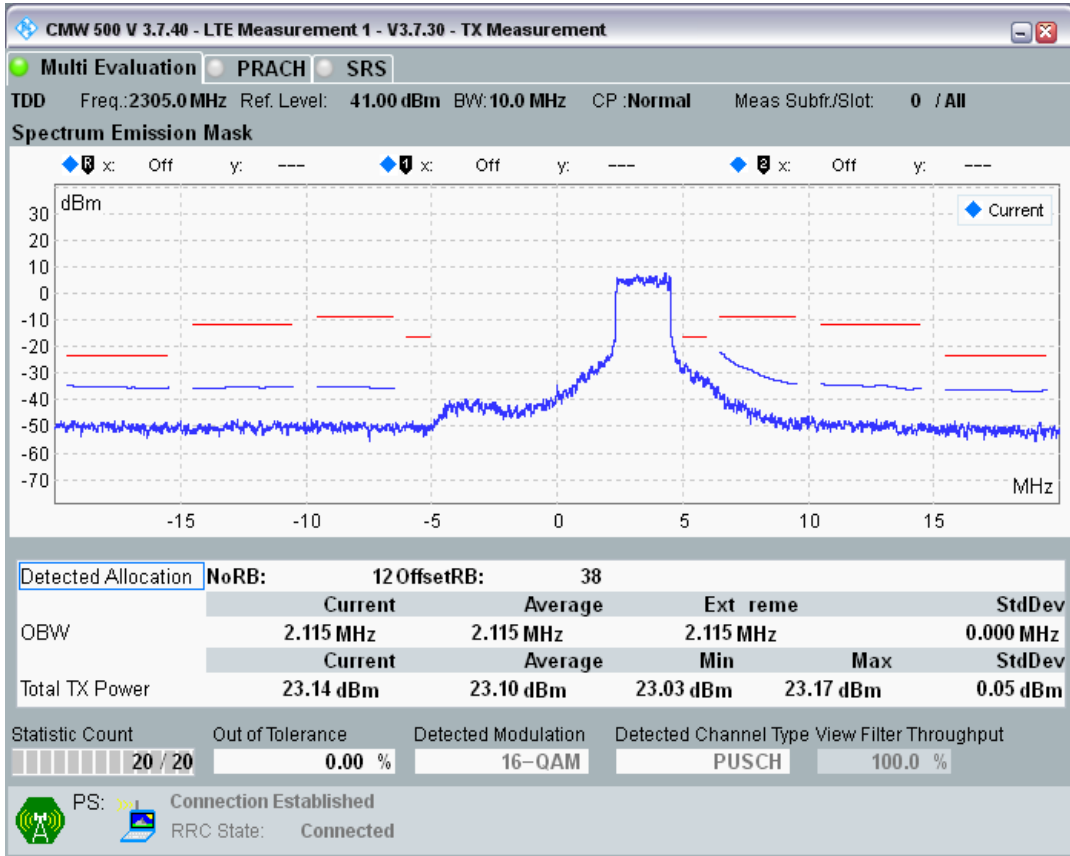 CMW 500 V 3.7.40 - LTE Measurement 1 - V3.7.30 - TX Measurement
Multi Evaluation PRACH SRS
TDD Freq.:2305.0 MHz Ref. Level: 41.00 dBm BW: 10.0 MHz CP :Normal Meas Subfr./Slot: 0 / All
Spectrum Emission Mask
R x: Off y: --- 1 x: Off y: --- 2 x: Off y: ---
dBm
Current
30
20
10
0
-10
-20
-30
-40
-50
-60
-70
MHz
-15 -10 -5 0 5 10 15
Detected Allocation NoRB: 12 OffsetRB: 38
Current Average Ext reme StdDev
OBW 2.115 MHz 2.115 MHz 2.115 MHz 0.000 MHz
Current Average Min Max StdDev
Total TX Power 23.14 dBm 23.10 dBm 23.03 dBm 23.17 dBm 0.05 dBm
Statistic Count Out of Tolerance Detected Modulation Detected Channel Type View Filter Throughput
20 / 20 0.00 % 16-QAM PUSCH 100.0 %
PS: Connection Established
RRC State: Connected